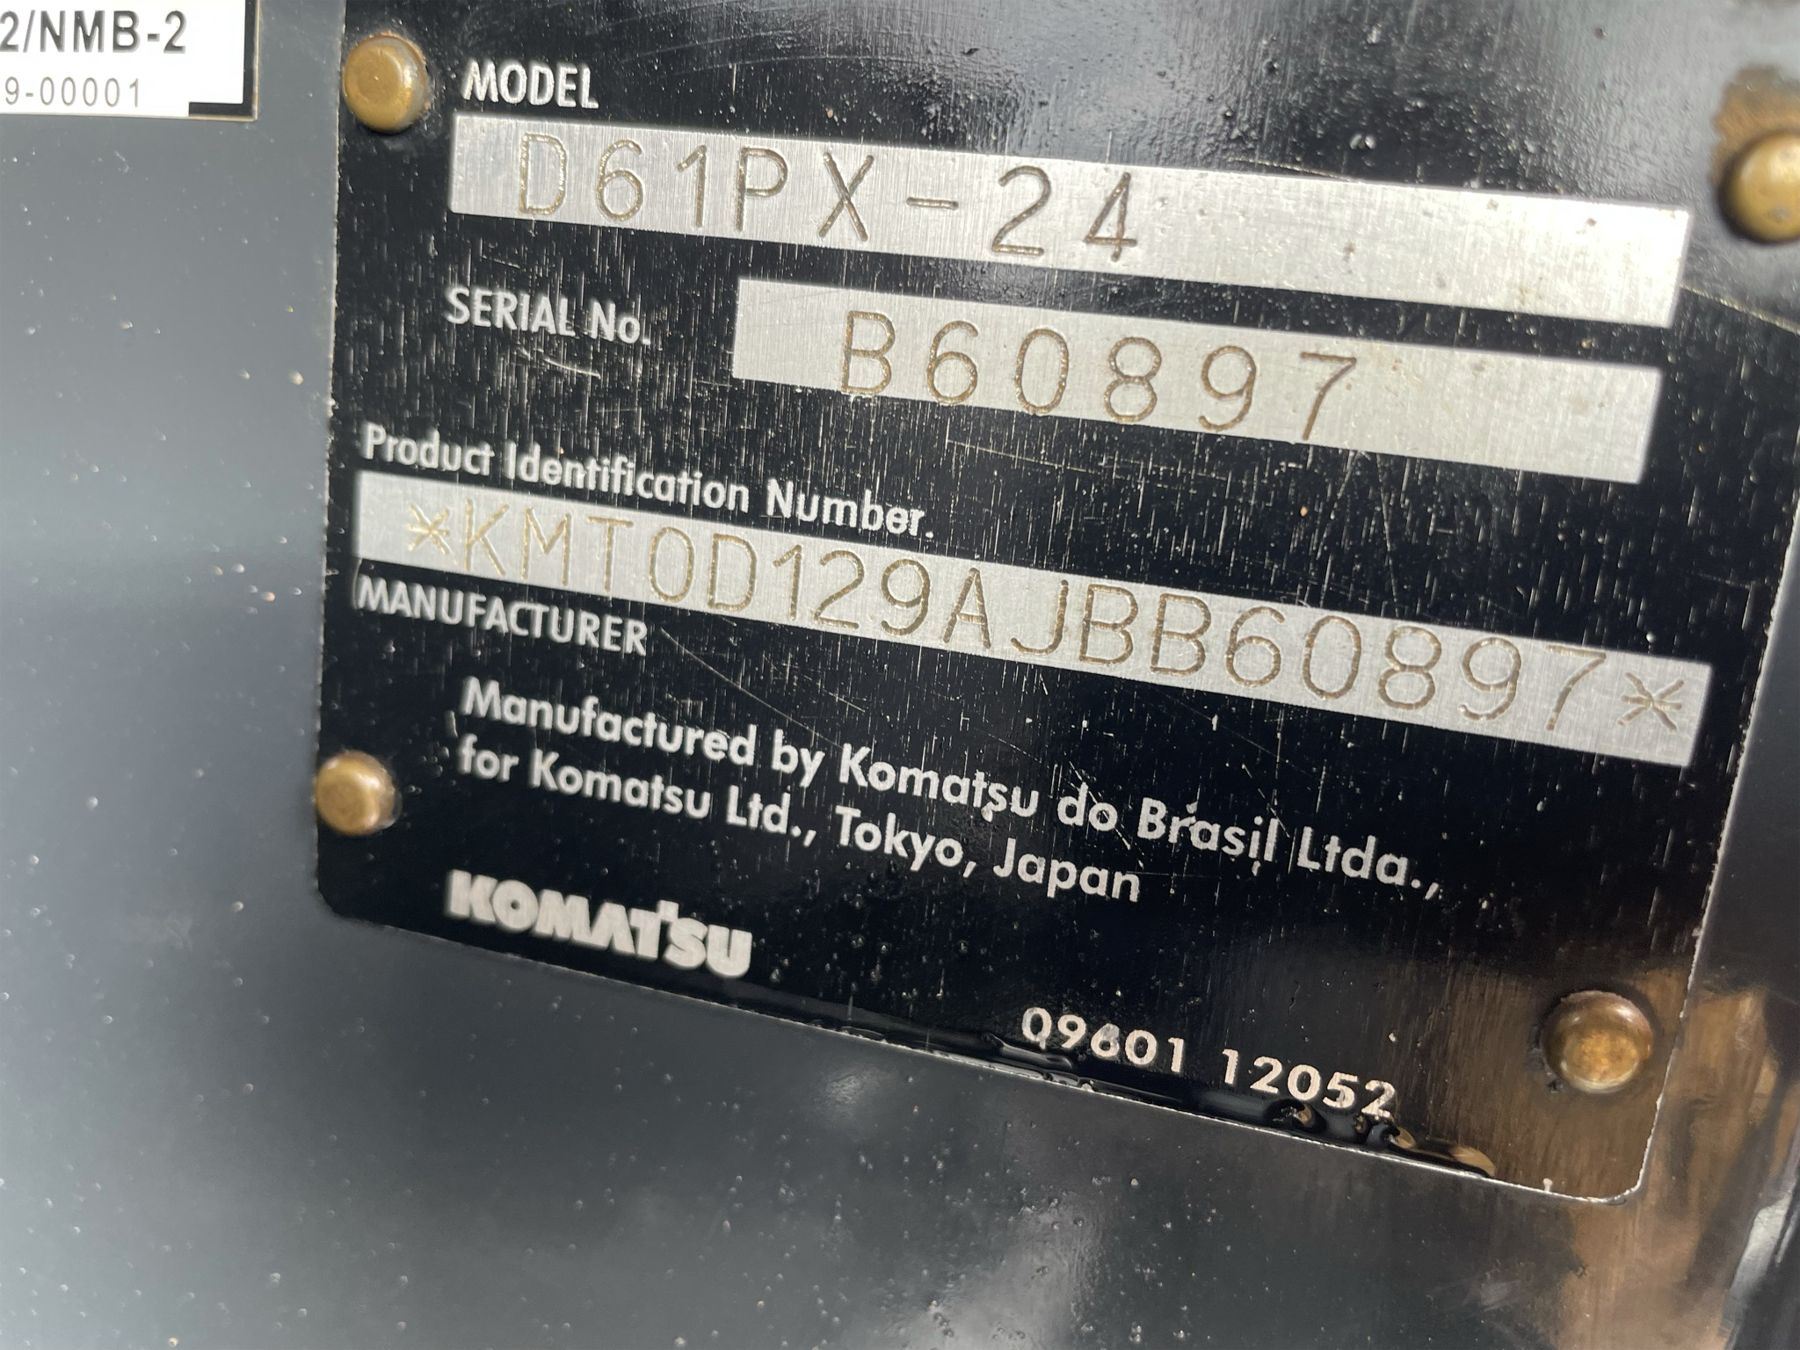 2/NMB-2
9-00001
MODEL
D61PX-24
SERIAL No.
B60897
Product Identification Number.
*KMT0D129AJBB60897*
MANUFACTURER
Manufactured by Komatsu do Brasil Ltda.,
for Komatsu Ltd., Tokyo, Japan
KOMATSU
09601 12052